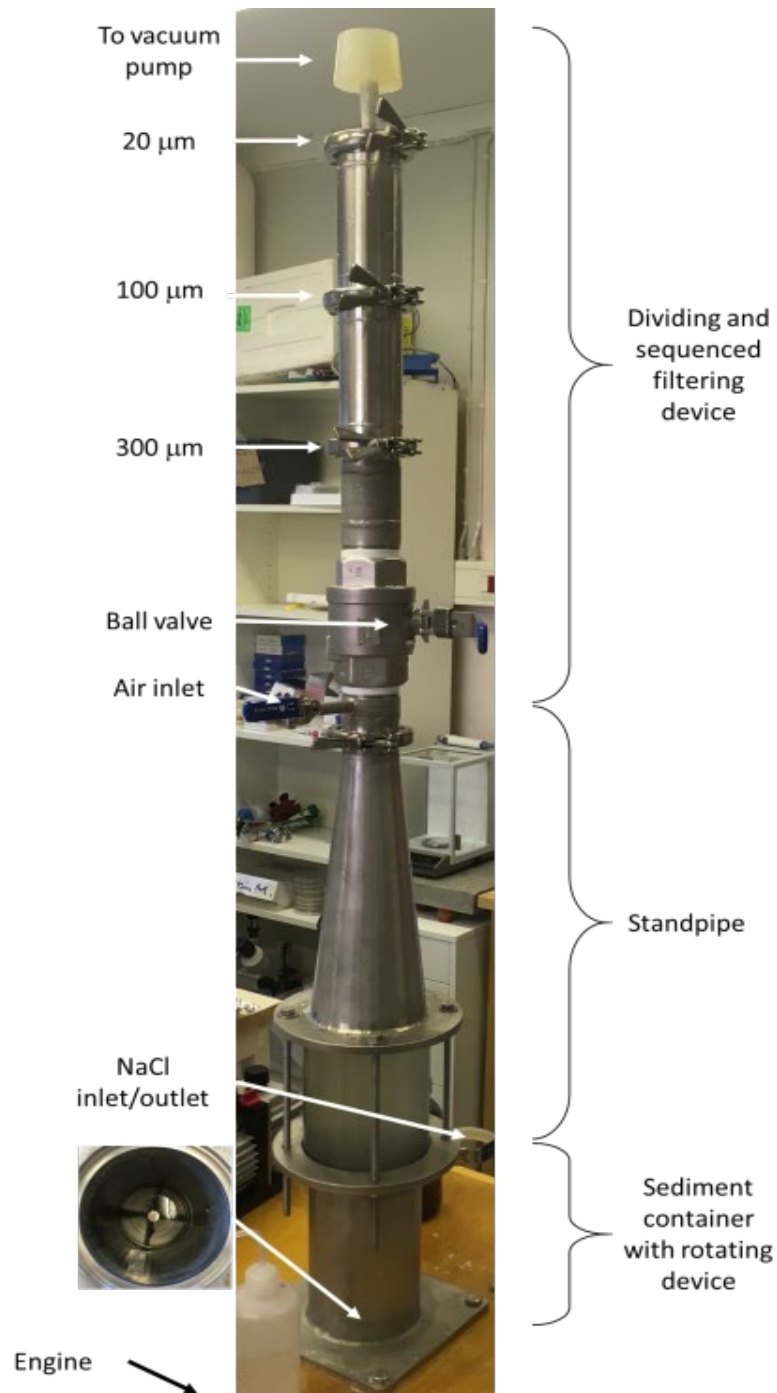 To vacuum
pump
20 μm
100 μm
300 μm
Ball valve
Air inlet
NaCl
inlet/outlet
Engine
Dividing and
sequenced
filtering
device
Standpipe
Sediment
container
with rotating
device